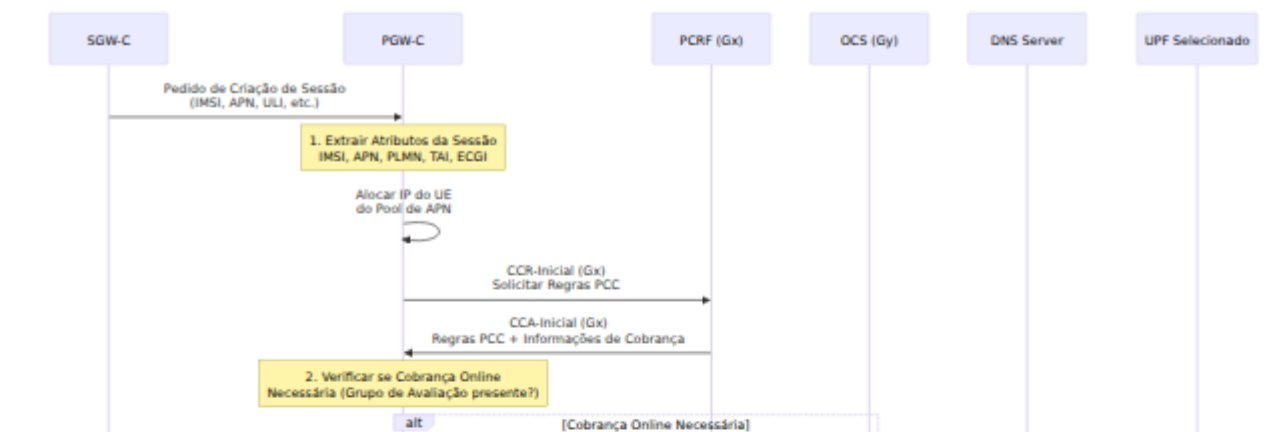 SGW-C
PGW-C
PCRF (Gx)
OCS (Gy)
DNS Server
UPF Selecionado
Pedido de Criação de Sessão
(IMSI, APN, ULI, etc.)
1. Extrair Atributos da Sessão
IMSI, APN, PLMN, TAI, ECGI
Alocar IP do UE
do Pool de APN
CCR-Inicial (Gx)
Solicitar Regras PCC
CCA-Inicial (Gx)
Regras PCC + Informações de Cobrança
2. Verificar se Cobrança Online
Necessária (Grupo de Avaliação presente?)
alt
[Cobrança Online Necessária]